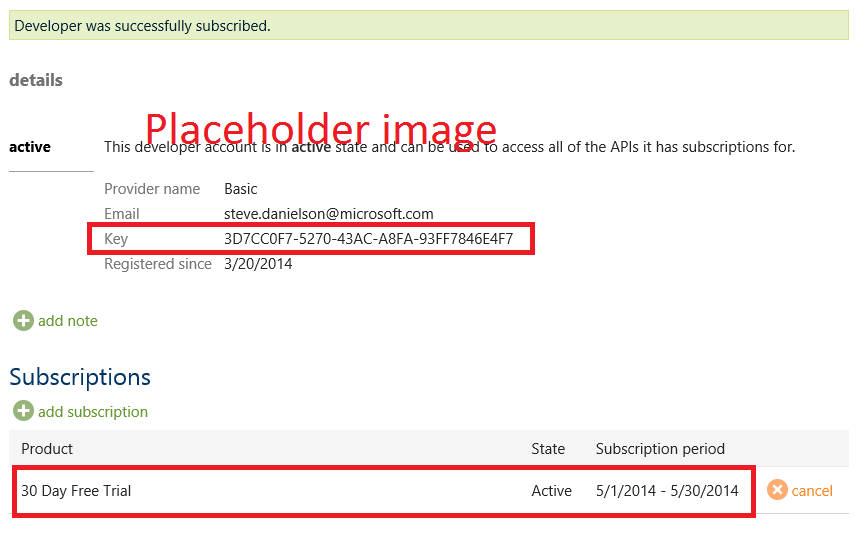 Developer was successfully subscribed.
details
Placeholder image
active This developer account is in active state and can be used to access all of the APIs it has subscriptions for.
Provider name Basic
Email steve.danielson@microsoft.com
Key 3D7CC0F7-5270-43AC-A8FA-93FF7846E4F7
Registered since 3/20/2014
add note
Subscriptions
add subscription
Product State Subscription period
30 Day Free Trial Active 5/1/2014 - 5/30/2014 cancel